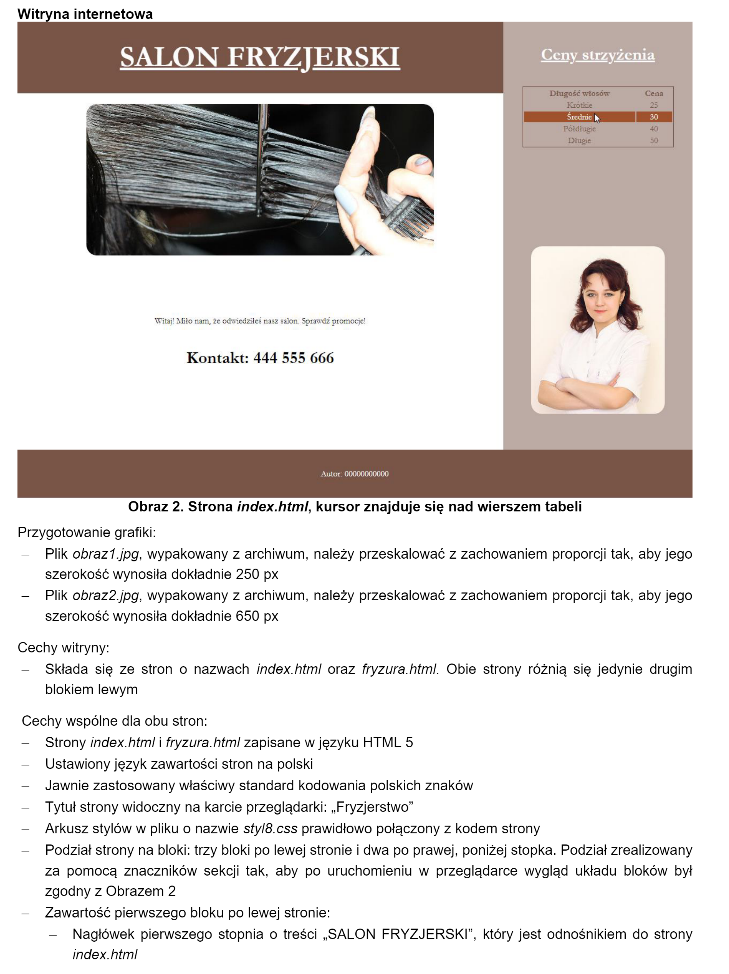 Witryna internetowa
SALON FRYZJERSKI
Ceny strzyżenia
Długość włosów Cena
Krótkie 25
Średnie 30
Półdługie 40
Długie 50
Witaj! Miło nam, że odwiedziłeś nasz salon. Sprawdź promocje!
Kontakt: 444 555 666
Autor: 00000000000
Obraz 2. Strona index.html, kursor znajduje się nad wierszem tabeli
Przygotowanie grafiki:
– Plik obraz1.jpg, wypakowany z archiwum, należy przeskalować z zachowaniem proporcji tak, aby jego
szerokość wynosiła dokładnie 250 px
– Plik obraz2.jpg, wypakowany z archiwum, należy przeskalować z zachowaniem proporcji tak, aby jego
szerokość wynosiła dokładnie 650 px
Cechy witryny:
– Składa się ze stron o nazwach index.html oraz fryzura.html. Obie strony różnią się jedynie drugim
blokiem lewym
Cechy wspólne dla obu stron:
– Strony index.html i fryzura.html zapisane w języku HTML 5
– Ustawiony język zawartości stron na polski
– Jawnie zastosowany właściwy standard kodowania polskich znaków
– Tytuł strony widoczny na karcie przeglądarki: „Fryzjerstwo”
– Arkusz stylów w pliku o nazwie styl8.css prawidłowo połączony z kodem strony
– Podział strony na bloki: trzy bloki po lewej stronie i dwa po prawej, poniżej stopka. Podział zrealizowany
za pomocą znaczników sekcji tak, aby po uruchomieniu w przeglądarce wygląd układu bloków był
zgodny z Obrazem 2
– Zawartość pierwszego bloku po lewej stronie:
– Nagłówek pierwszego stopnia o treści „SALON FRYZJERSKI”, który jest odnośnikiem do strony
index.html